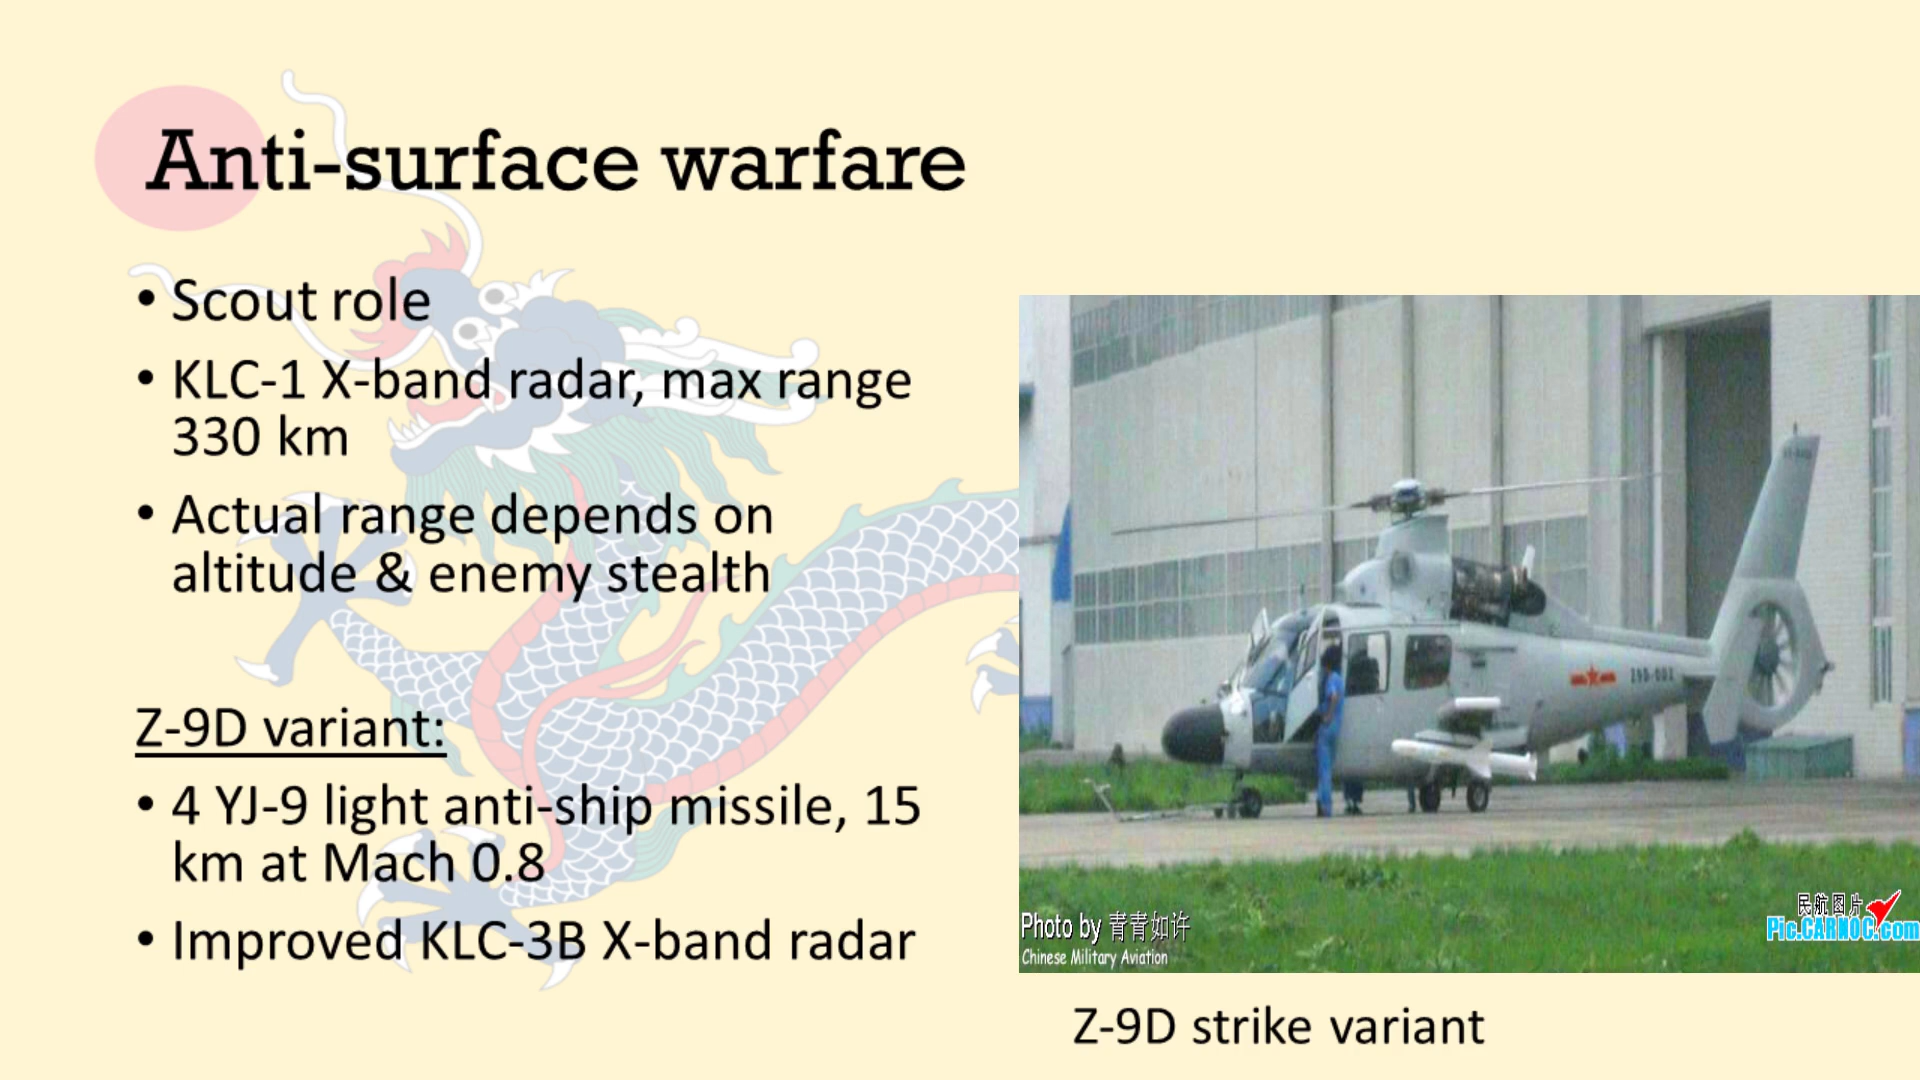 Anti-surface warfare
• Scout role
• KLC-1 X-band radar, max range
330 km
• Actual range depends on
altitude & enemy stealth
Z-9D variant:
• 4 YJ-9 light anti-ship missile, 15
km at Mach 0.8
• Improved KLC-3B X-band radar
Photo by 青青如许
Chinese Military Aviation
民航图片
Pic.CARNOC.com
Z-9D strike variant